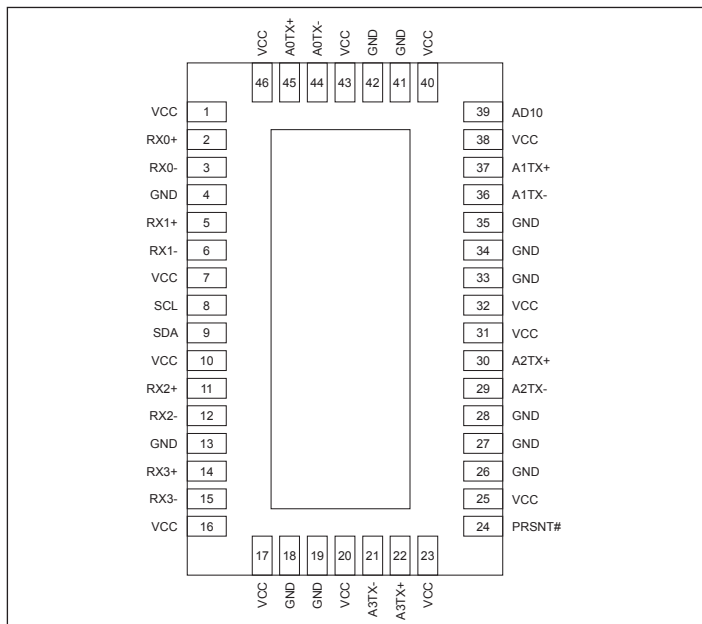 VCC A0TX+ A0TX- VCC GND GND VCC
46 45 44 43 42 41 40
VCC 1 39 AD10
RX0+ 2 38 VCC
RX0- 3 37 A1TX+
GND 4 36 A1TX-
RX1+ 5 35 GND
RX1- 6 34 GND
VCC 7 33 GND
SCL 8 32 VCC
SDA 9 31 VCC
VCC 10 30 A2TX+
RX2+ 11 29 A2TX-
RX2- 12 28 GND
GND 13 27 GND
RX3+ 14 26 GND
RX3- 15 25 VCC
VCC 16 24 PRSNT#
17 18 19 20 21 22 23
VCC GND GND VCC A3TX- A3TX+ VCC